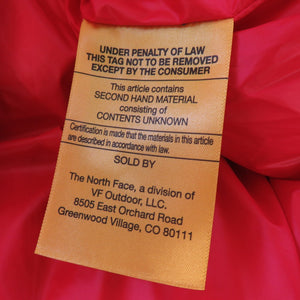 UNDER PENALTY OF LAW
THIS TAG NOT TO BE REMOVED
EXCEPT BY THE CONSUMER
This article contains
SECOND HAND MATERIAL
consisting of
CONTENTS UNKNOWN
Certification is made that the materials in this article
are described in accordance with law.
SOLD BY
The North Face, a division of
VF Outdoor, LLC.
8505 East Orchard Road
Greenwood Village, CO 80111